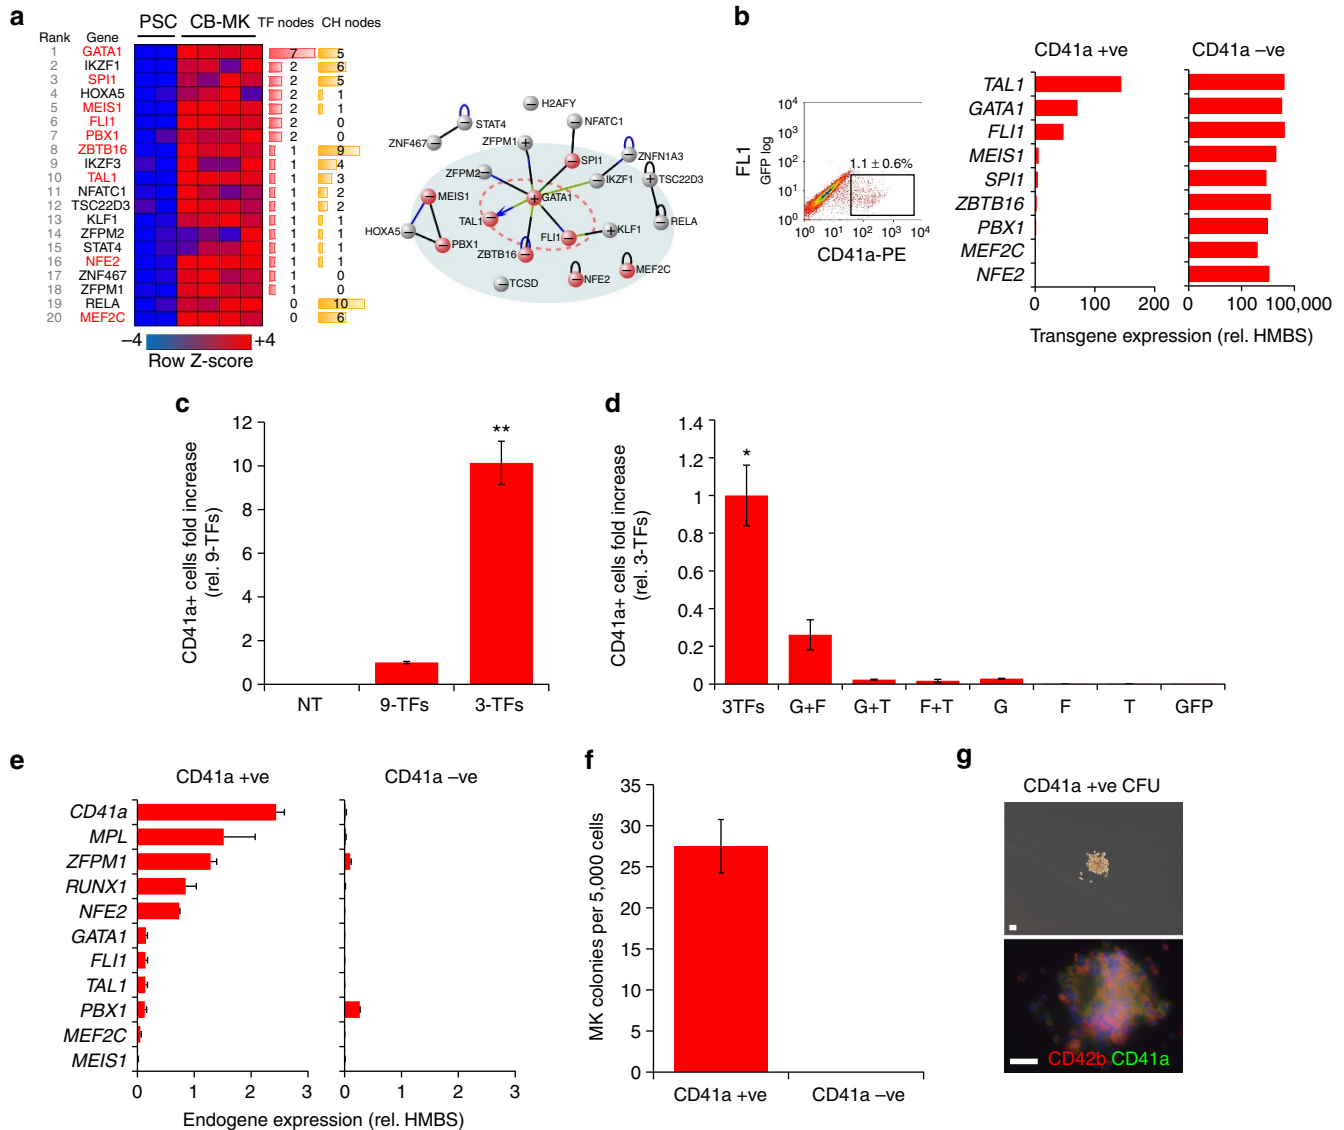 a
PSC CB-MK TF nodes CH nodes
Rank Gene
1 GATA1 7 5
2 IKZF1 2 6
3 SPI1 2 5
4 HOXA5 2 1
5 MEIS1 2 1
6 FLI1 2 0
7 PBX1 2 0
8 ZBTB16 1 9
9 IKZF3 1 4
10 TAL1 1 3
11 NFATC1 1 2
12 TSC22D3 1 2
13 KLF1 1 1
14 ZFPM2 1 1
15 STAT4 1 1
16 NFE2 1 1
17 ZNF467 1 0
18 ZFPM1 1 0
19 RELA 0 10
20 MEF2C 0 6
−4 +4
Row Z-score
H2AFY
STAT4
NFATC1
ZNF467
ZFPM1
SPI1
ZNFN1A3
ZFPM2
IKZF1
TSC22D3
MEIS1
GATA1
TAL1
RELA
HOXA5
PBX1
FLI1
KLF1
ZBTB16
MEF2C
TCSD
NFE2
b
FL1
GFP log
10⁴
10³
10²
10¹
10⁰
1.1 ± 0.6%
10⁰ 10¹ 10² 10³ 10⁴
CD41a-PE
CD41a +ve CD41a −ve
TAL1
GATA1
FLI1
MEIS1
SPI1
ZBTB16
PBX1
MEF2C
NFE2
0 100 200 0 100 100,000
Transgene expression (rel. HMBS)
c
CD41a+ cells fold increase
(rel. 9-TFs)
12
10
8
6
4
2
0
**
NT 9-TFs 3-TFs
d
CD41a+ cells fold increase
(rel. 3-TFs)
1.4
1.2
1
0.8
0.6
0.4
0.2
0
*
3TFs G+F G+T F+T G F T GFP
e
CD41a +ve CD41a −ve
CD41a
MPL
ZFPM1
RUNX1
NFE2
GATA1
FLI1
TAL1
PBX1
MEF2C
MEIS1
0 1 2 3 0 1 2 3
Endogene expression (rel. HMBS)
f
MK colonies per 5,000 cells
35
30
25
20
15
10
5
0
CD41a +ve CD41a −ve
g
CD41a +ve CFU
CD42b CD41a